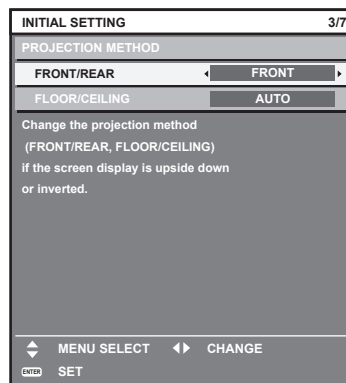 INITIAL SETTING 3/7
PROJECTION METHOD
FRONT/REAR FRONT
FLOOR/CEILING AUTO
Change the projection method
(FRONT/REAR, FLOOR/CEILING)
if the screen display is upside down
or inverted.
MENU SELECT CHANGE
ENTER SET